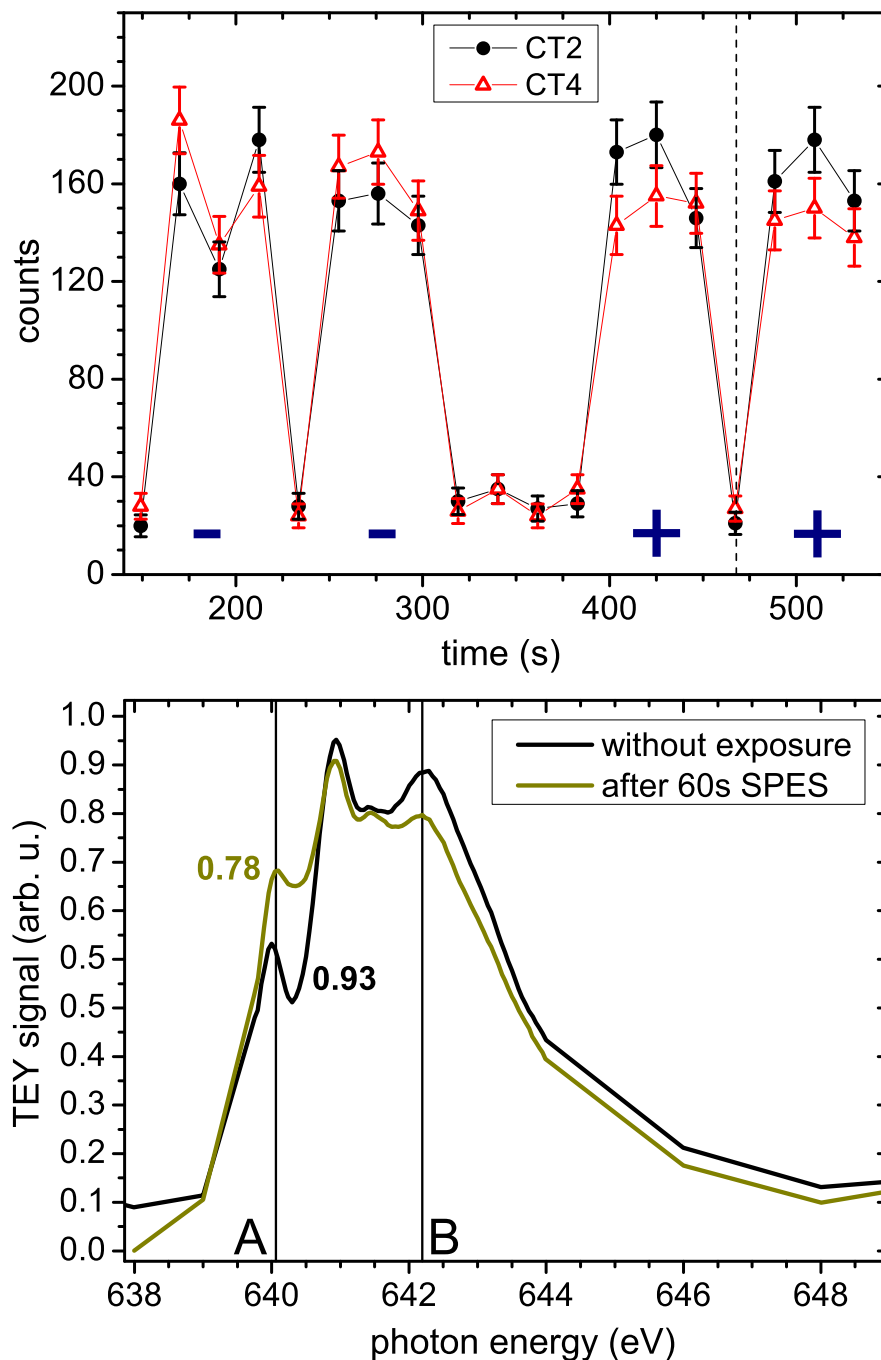 CT2
CT4
counts
200
160
120
80
40
0
− − + +
200 300 400 500
time (s)
without exposure
after 60s SPES
TEY signal (arb. u.)
1.0
0.9
0.8
0.7
0.6
0.5
0.5
0.4
0.3
0.2
0.1
0.0
0.78
0.93
A B
638 640 642 644 646 648
photon energy (eV)